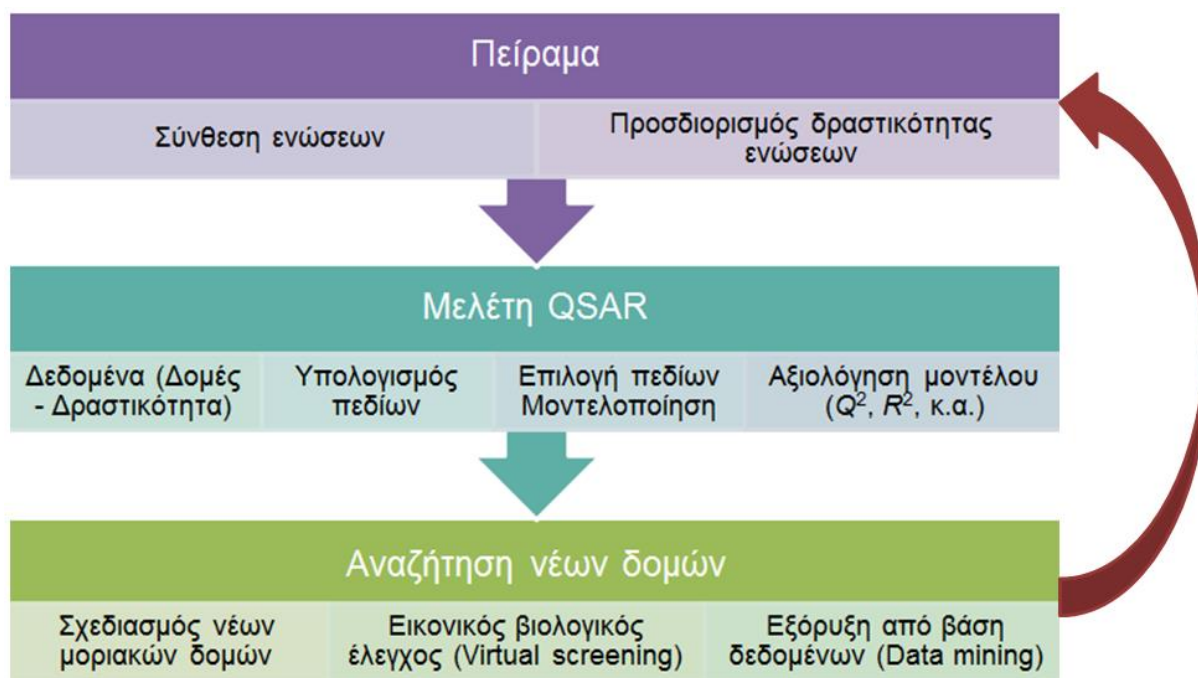 Πείραμα
Σύνθεση ενώσεων
Προσδιορισμός δραστικότητας
ενώσεων
Μελέτη QSAR
Δεδομένα (Δομές
- Δραστικότητα)
Υπολογισμός
πεδίων
Επιλογή πεδίων
Μοντελοποίηση
Αξιολόγηση μοντέλου
(Q², R², κ.α.)
Αναζήτηση νέων δομών
Σχεδιασμός νέων
μοριακών δομών
Εικονικός βιολογικός
έλεγχος (Virtual screening)
Εξόρυξη από βάση
δεδομένων (Data mining)